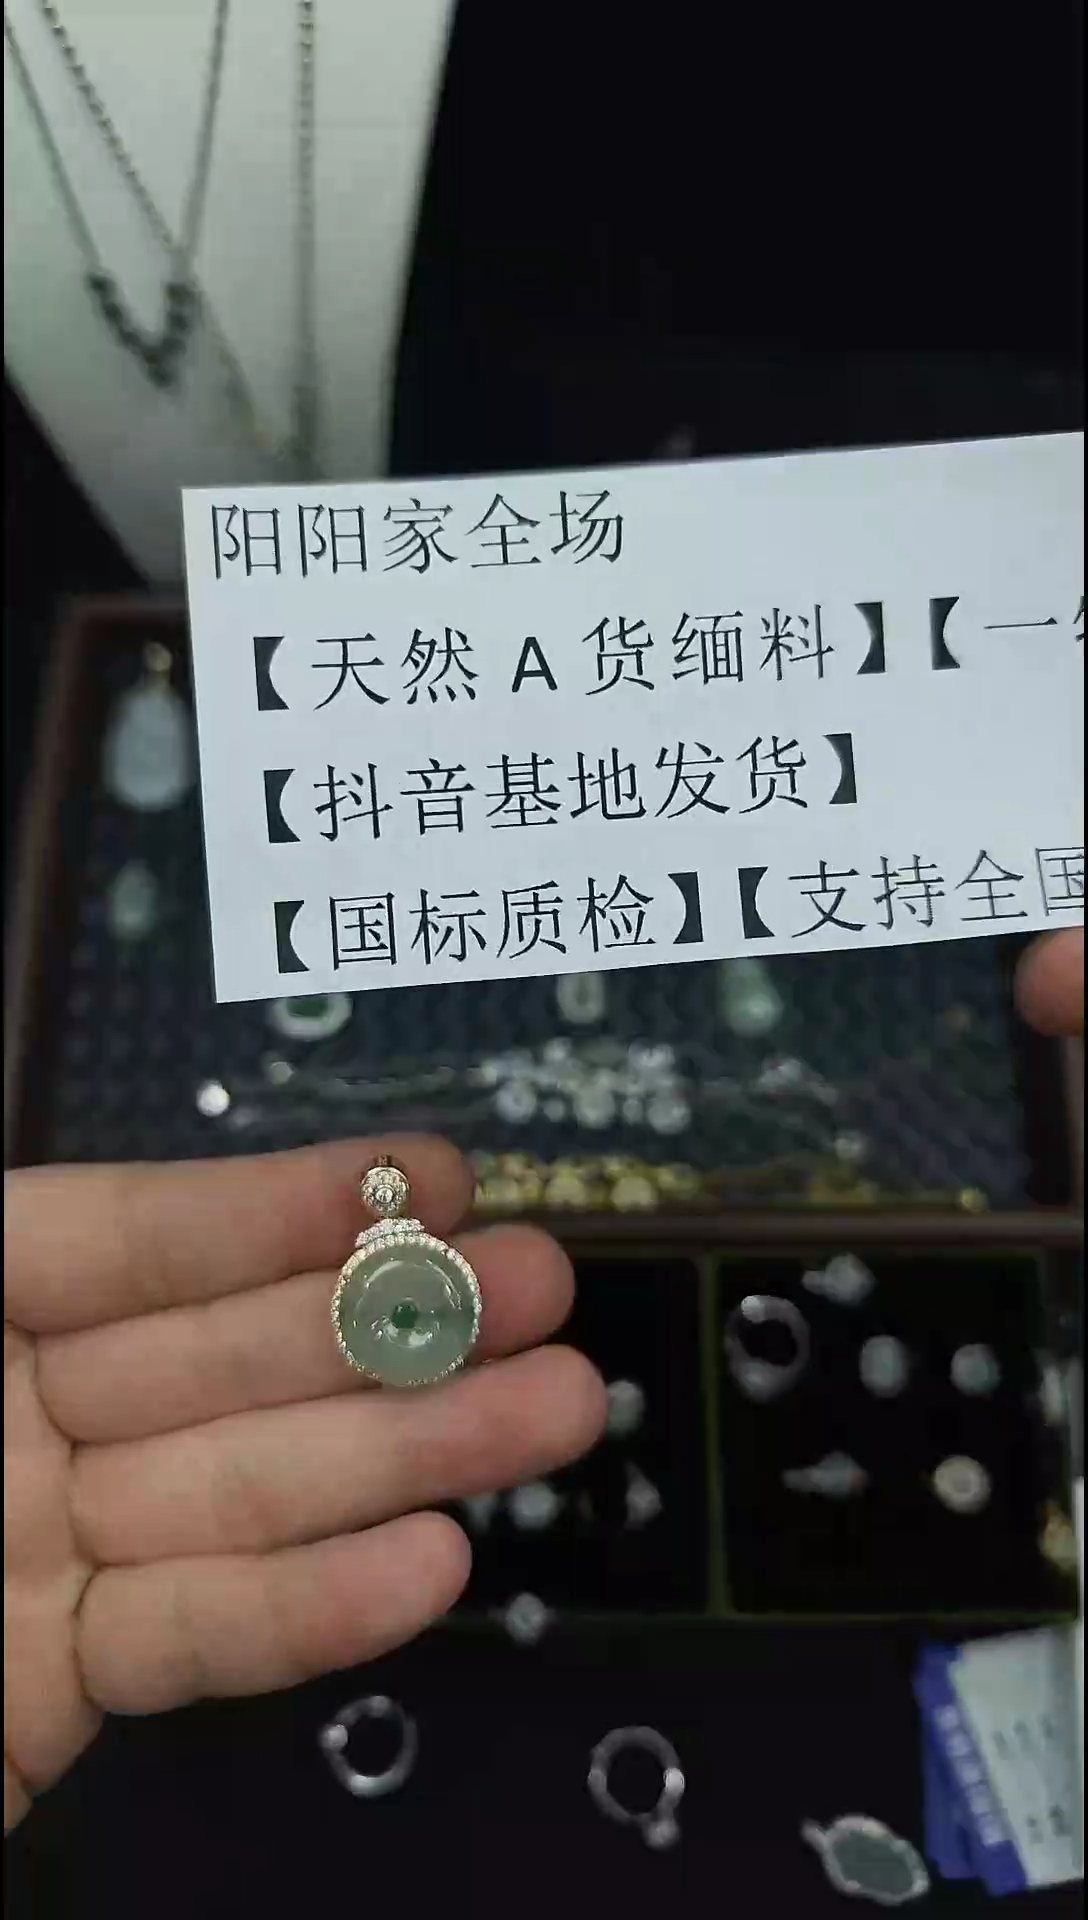 阳阳家全场
【天然A货缅料】【一
【抖音基地发货】
【国标质检】【支持全国